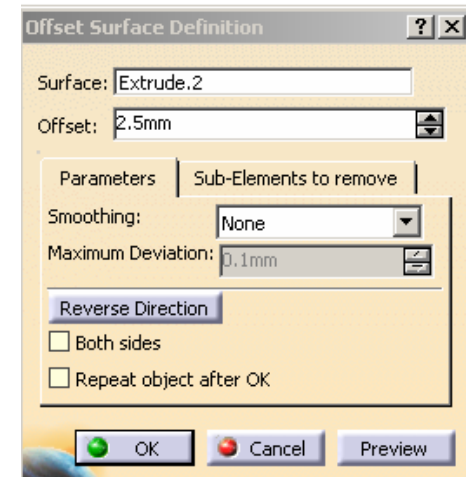 Offset Surface Definition
Surface: Extrude.2
Offset: 2.5mm
Parameters Sub-Elements to remove
Smoothing: None
Maximum Deviation: 0.1mm
Reverse Direction
Both sides
Repeat object after OK
OK Cancel Preview